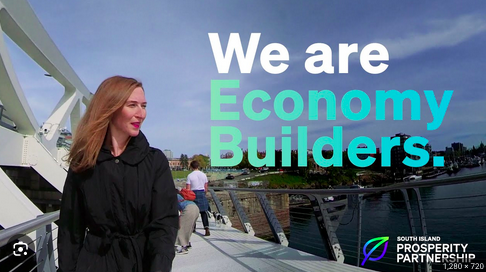 We are
Economy
Builders.
SOUTH ISLAND
PROSPERITY
PARTNERSHIP
1,280 × 720